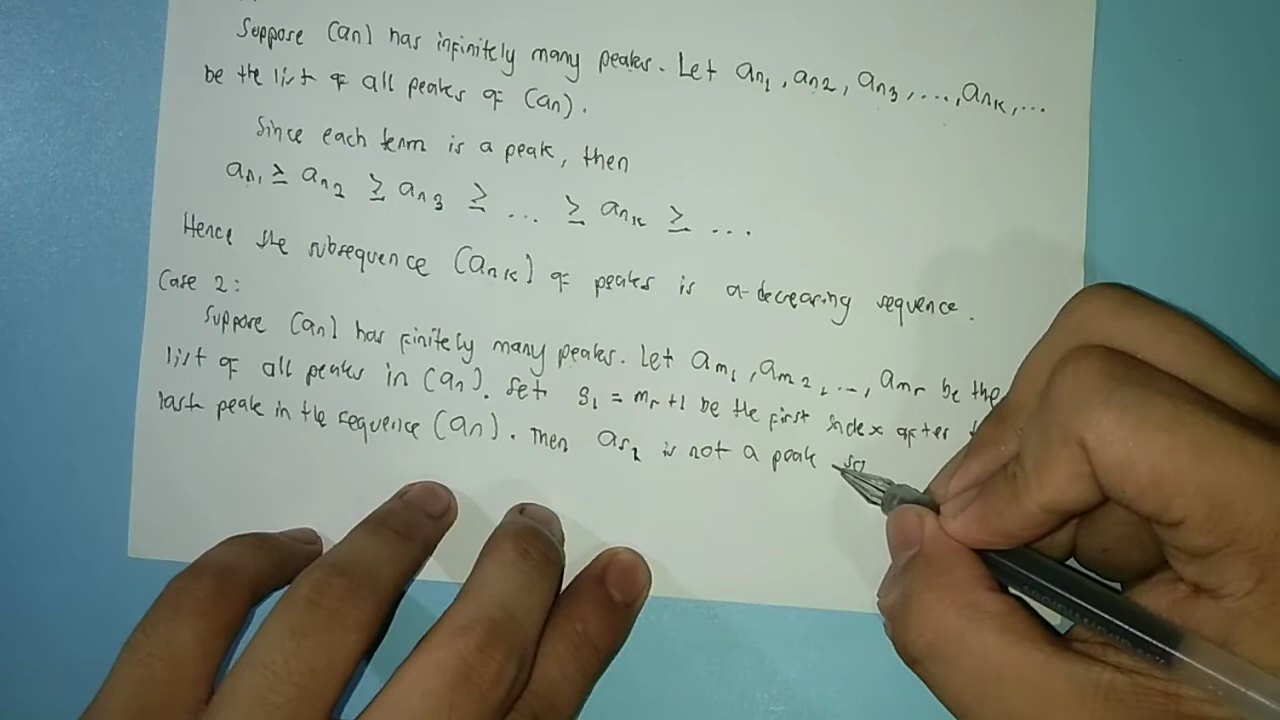 Suppose (an) has infinitely many peaks. Let an1, an2, an3, ..., ank, ...
be the list of all peaks of (an).
Since each term is a peak, then
an1 ≥ an2 ≥ an3 ≥ ... ≥ ank ≥ ...
Hence the subsequence (ank) of peaks is a decreasing sequence.
Case 2:
Suppose (an) has finitely many peaks. Let am1, am2, ..., amr be the
list of all peaks in (an). Set s1 = mr +1 be the first index after
last peak in the sequence (an). Then as2 is not a peak so